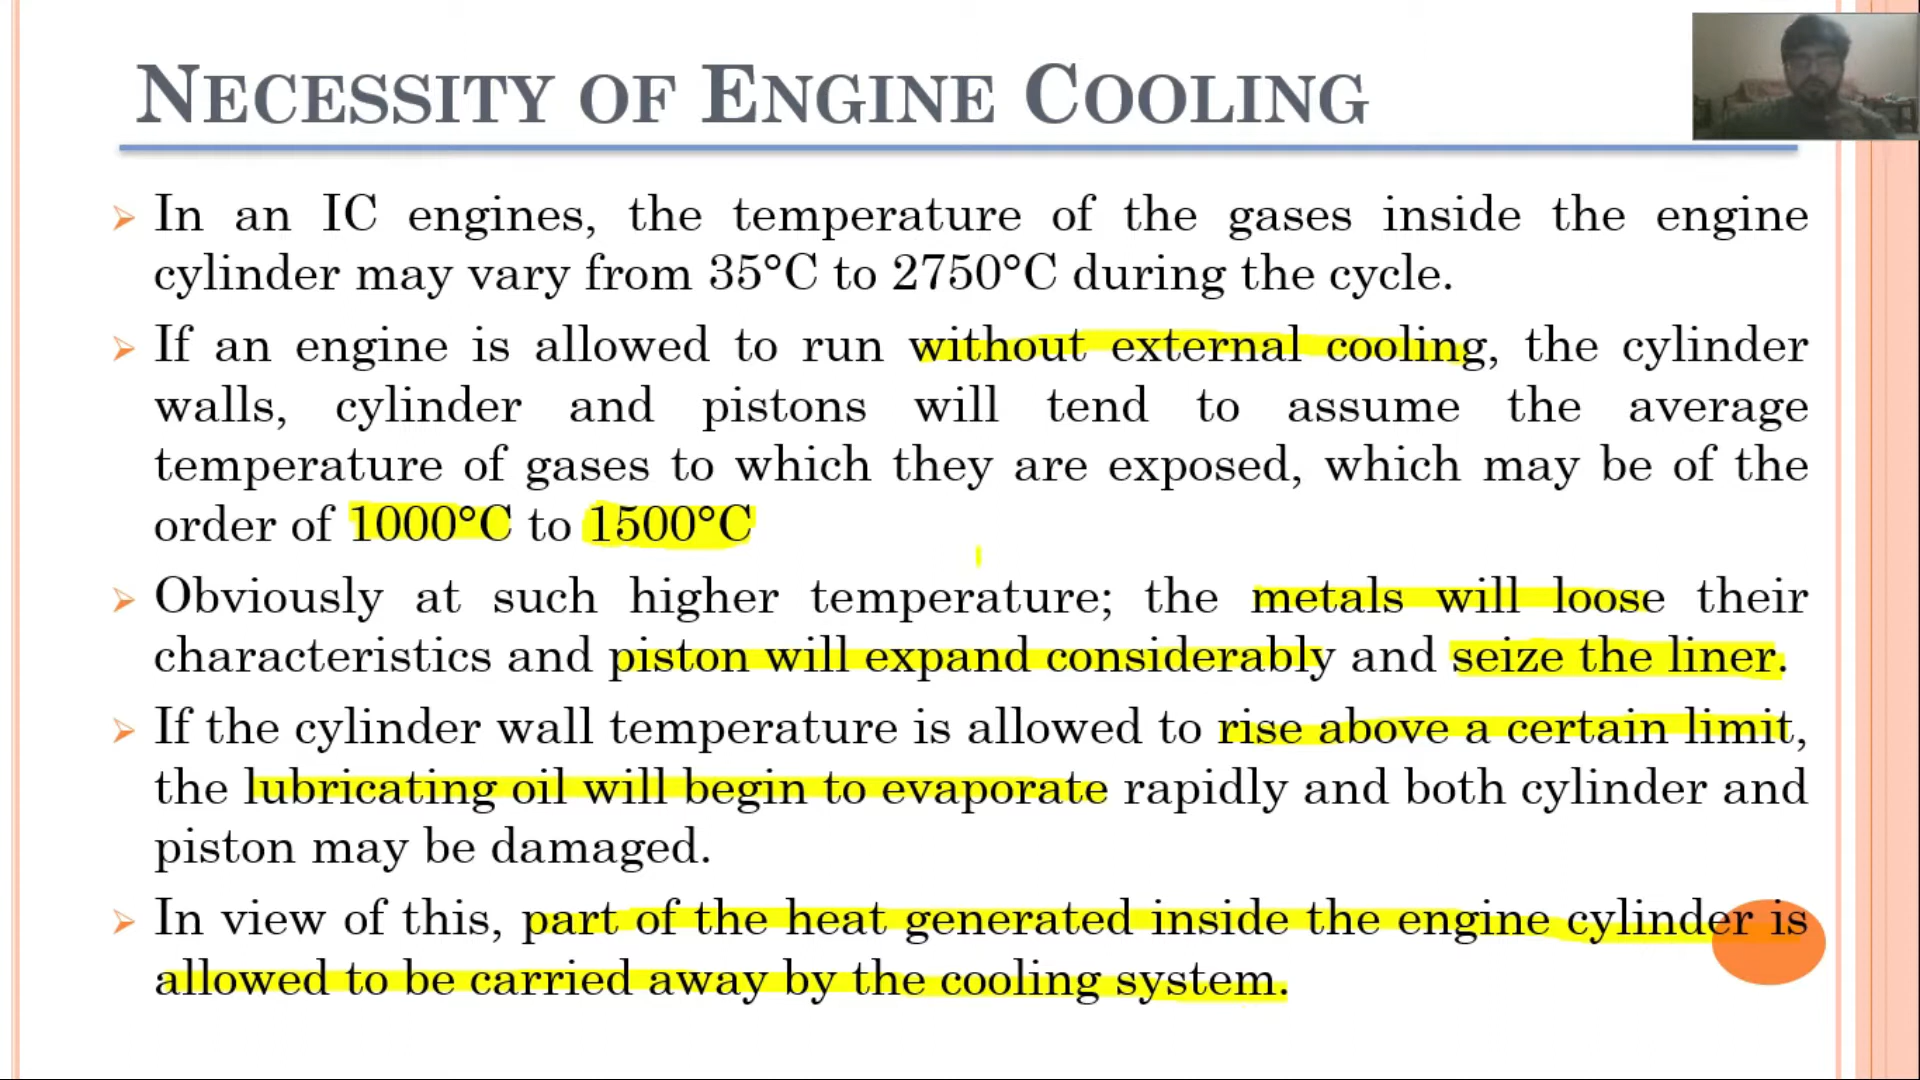 NECESSITY OF ENGINE COOLING
In an IC engines, the temperature of the gases inside the engine
cylinder may vary from 35°C to 2750°C during the cycle.
If an engine is allowed to run without external cooling, the cylinder
walls, cylinder and pistons will tend to assume the average
temperature of gases to which they are exposed, which may be of the
order of 1000°C to 1500°C
Obviously at such higher temperature; the metals will loose their
characteristics and piston will expand considerably and seize the liner.
If the cylinder wall temperature is allowed to rise above a certain limit,
the lubricating oil will begin to evaporate rapidly and both cylinder and
piston may be damaged.
In view of this, part of the heat generated inside the engine cylinder is
allowed to be carried away by the cooling system.